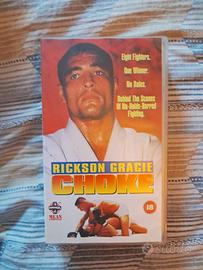 Eight Fighters.
One Winner.
No Rules.
Behind The Scenes
Of No-Holds-Barred
Fighting.
RICKSON GRACIE
CHOKE
18